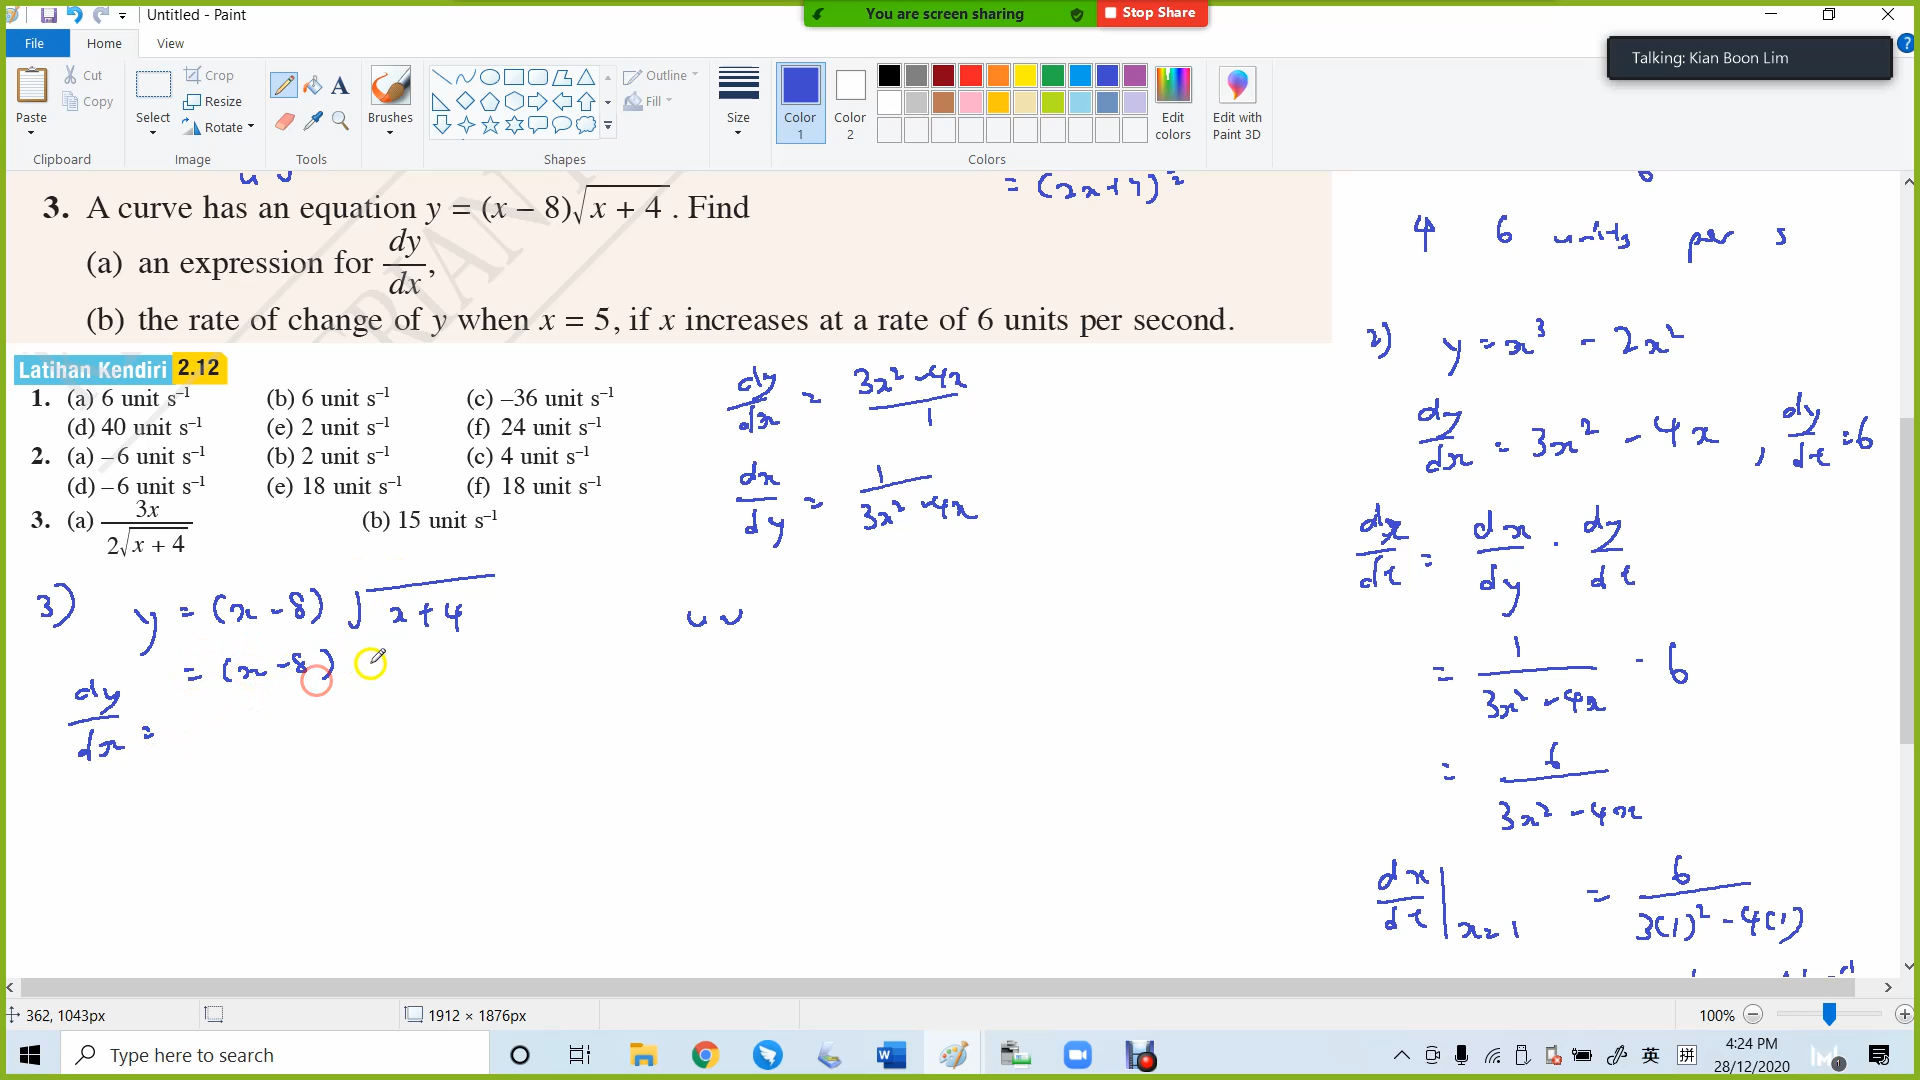 Untitled - Paint
You are screen sharing
Stop Share
Talking: Kian Boon Lim
File
Home
View
Paste
Cut
Copy
Clipboard
Select
Crop
Resize
Rotate
Image
Tools
Brushes
Shapes
Outline
Fill
Size
Color 1
Color 2
Colors
Edit colors
Edit with Paint 3D
u v
3. A curve has an equation y = (x – 8)√x + 4 . Find
(a) an expression for dy/dx,
(b) the rate of change of y when x = 5, if x increases at a rate of 6 units per second.
Latihan Kendiri 2.12
1. (a) 6 unit s⁻¹ (b) 6 unit s⁻¹ (c) –36 unit s⁻¹
(d) 40 unit s⁻¹ (e) 2 unit s⁻¹ (f) 24 unit s⁻¹
2. (a) –6 unit s⁻¹ (b) 2 unit s⁻¹ (c) 4 unit s⁻¹
(d) –6 unit s⁻¹ (e) 18 unit s⁻¹ (f) 18 unit s⁻¹
3. (a) 3x/2√x + 4 (b) 15 unit s⁻¹
3) y = (x - 8) √x + 4
= (x - 8)
dy/dx =
u v
dy/dx = 3x² - 4x / 1
dx/dy = 1 / 3x² - 4x
6 units per s
2) y = x³ - 2x²
dy/dx = 3x² - 4x , dy/dt = 6
dx/dt = dx/dy · dy/dt
= 1 / 3x² - 4x · 6
= 6 / 3x² - 4x
dx/dt | x=1 = 6 / 3(1)² - 4(1)
362, 1043px
1912 × 1876px
100%
Type here to search
英
拼
4:24 PM
28/12/2020
1